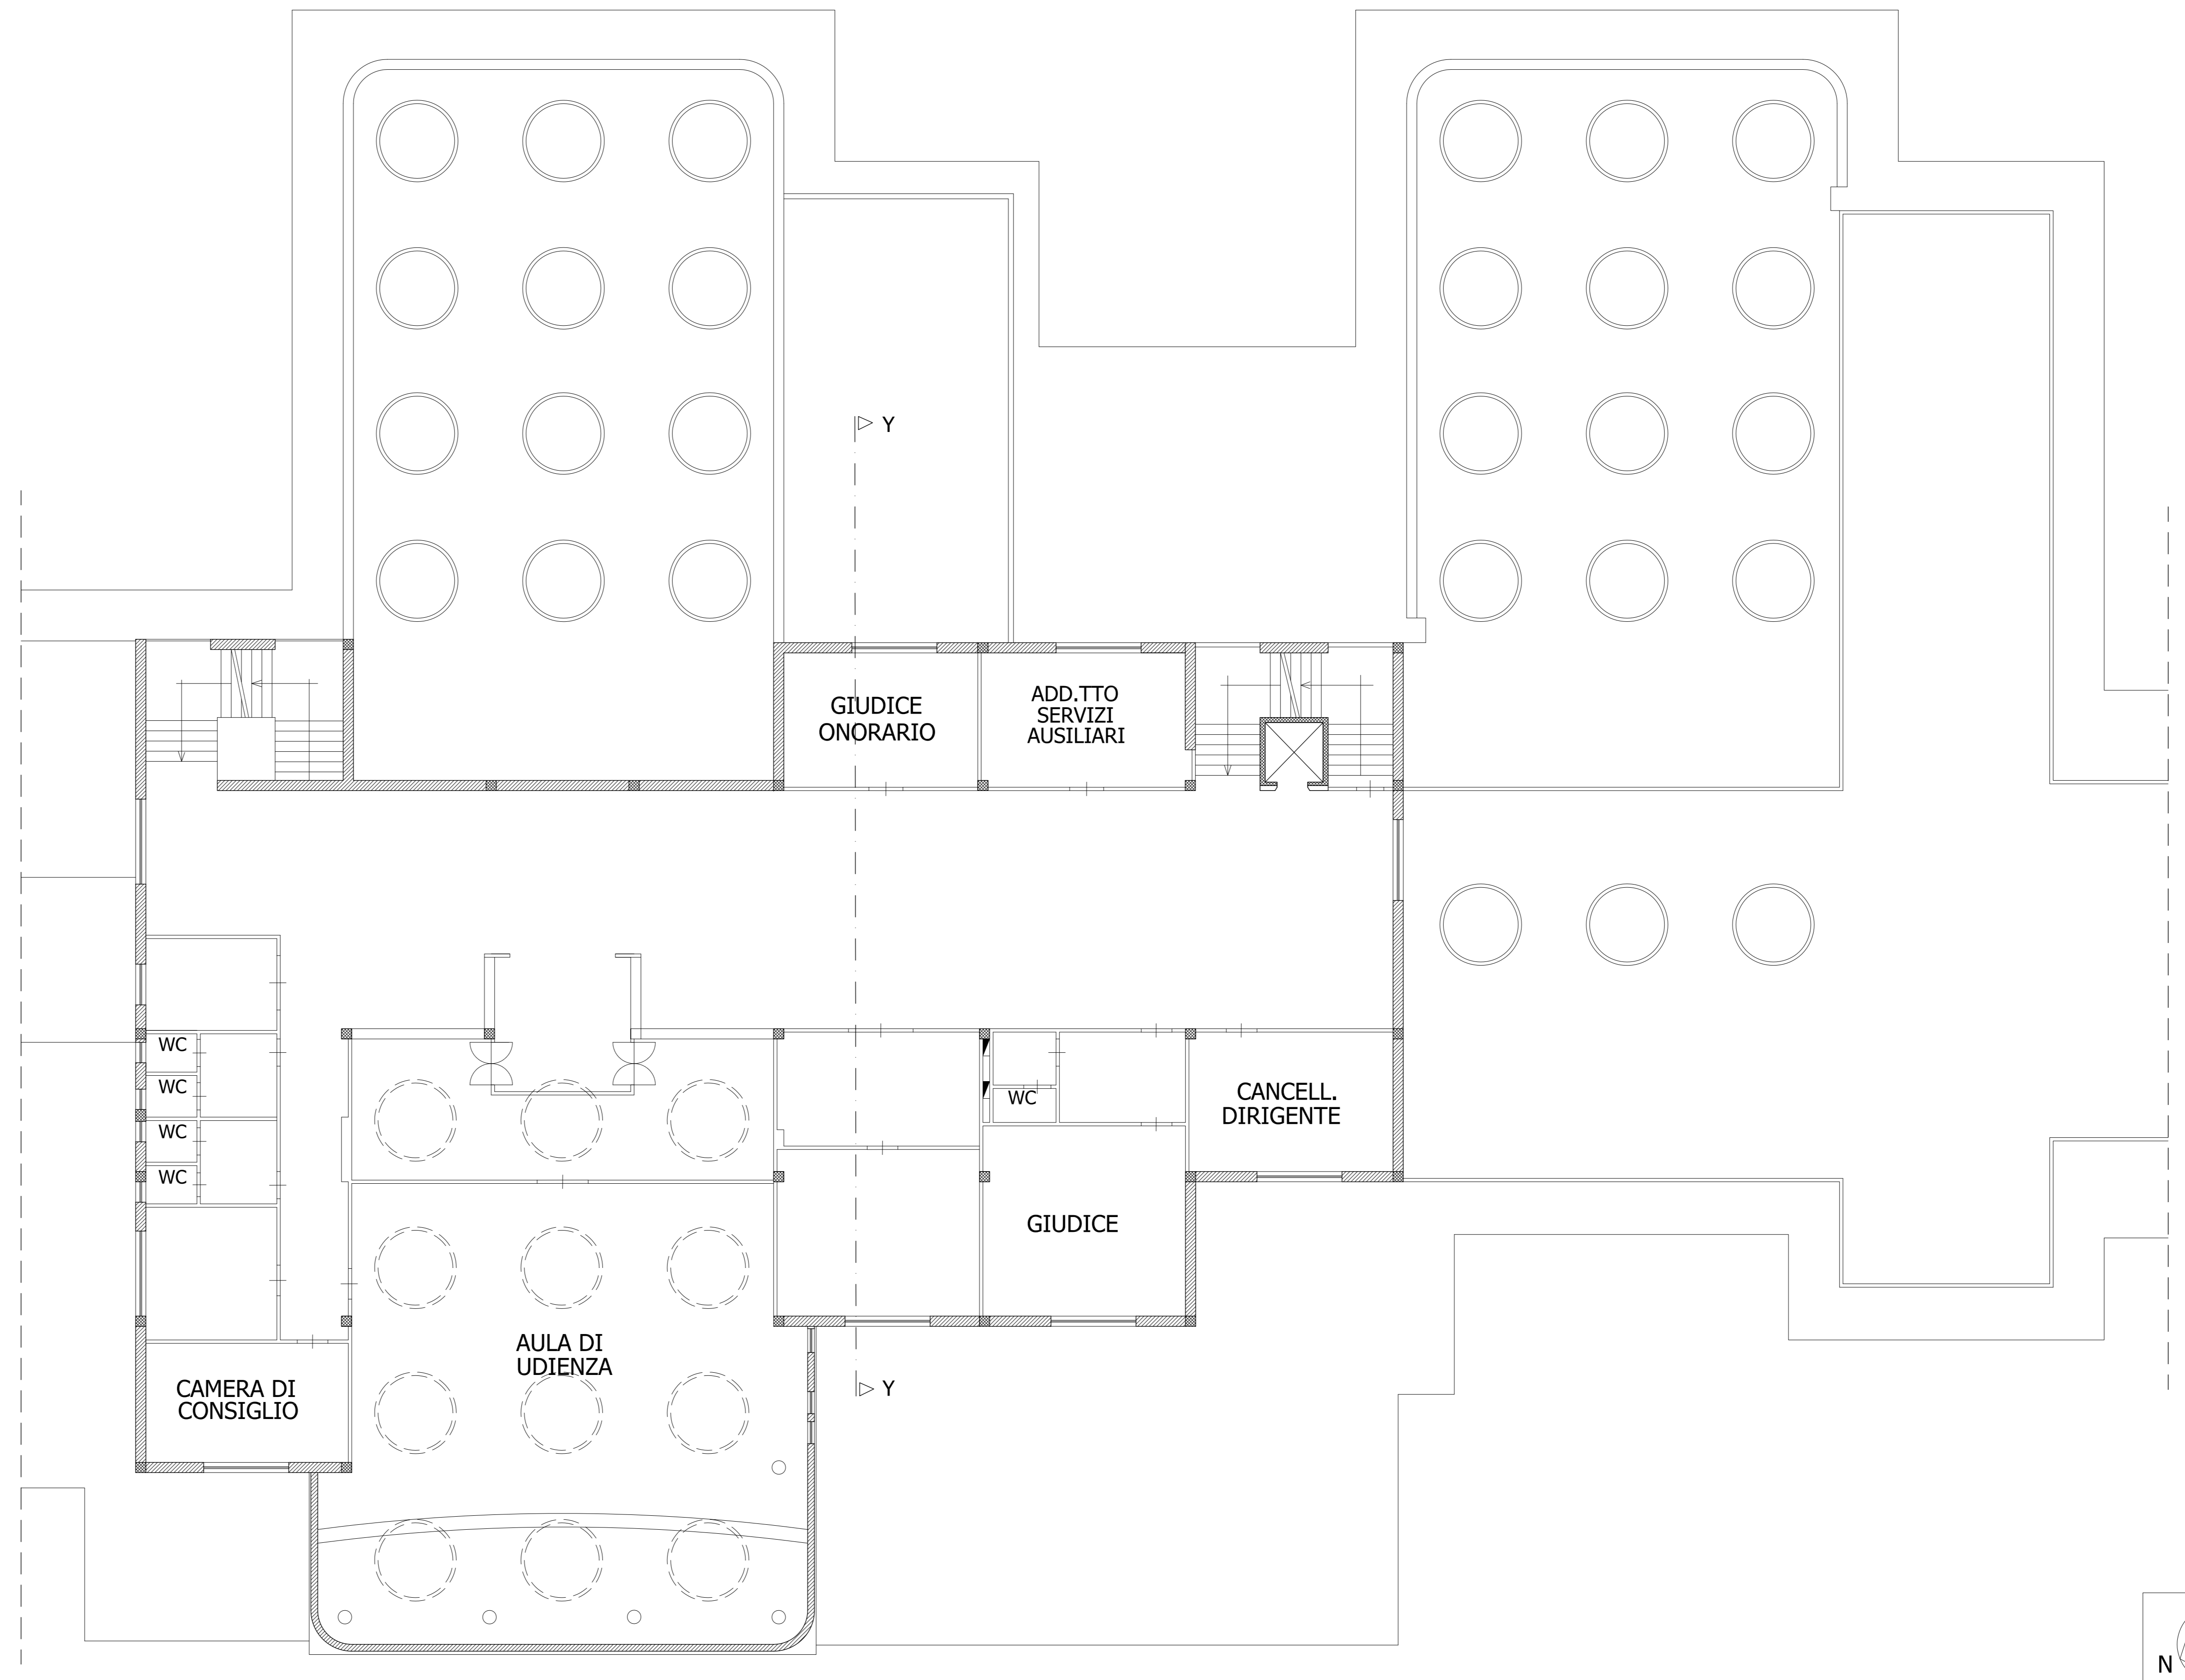 Y
GIUDICE
ONORARIO
ADD.TTO
SERVIZI
AUSILIARI
WC
WC
WC
WC
WC
CANCELL.
DIRIGENTE
GIUDICE
AULA DI
UDIENZA
CAMERA DI
CONSIGLIO
Y
N